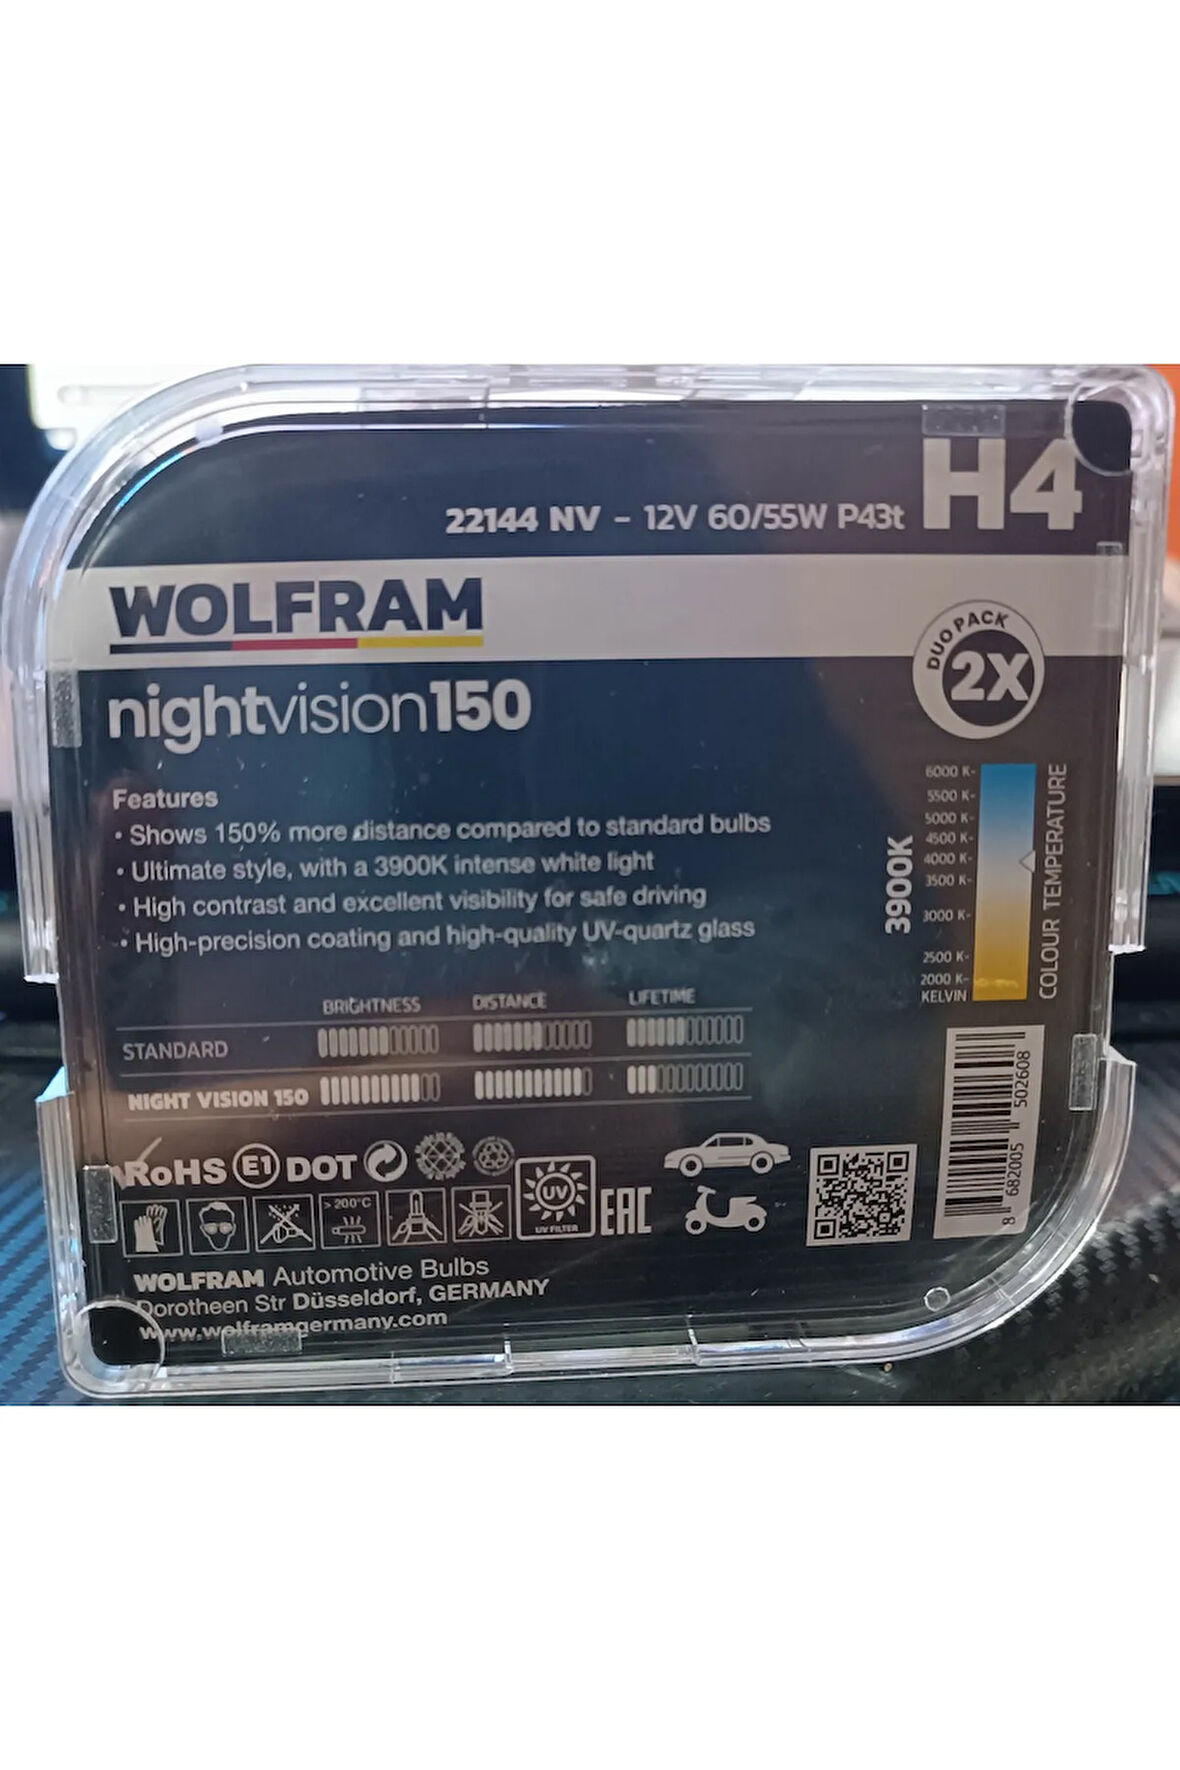 H4
22144 NV - 12V 60/55W P43t
WOLFRAM
DUO PACK
2X
nightvision150
Features
• Shows 150% more distance compared to standard bulbs
• Ultimate style, with a 3900K intense white light
• High contrast and excellent visibility for safe driving
• High-precision coating and high-quality UV-quartz glass
3900K
6000 K-
5500 K-
5000 K-
4500 K-
4000 K-
3500 K-
3000 K-
2500 K-
2000 K-
KELVIN
COLOUR TEMPERATURE
BRIGHTNESS DISTANCE LIFETIME
STANDARD
NIGHT VISION 150
RoHS E1 DOT
> 200°C
UV
UV FILTER
EAC
8 682005 502608
WOLFRAM Automotive Bulbs
Dorotheen Str Düsseldorf, GERMANY
www.wolframgermany.com